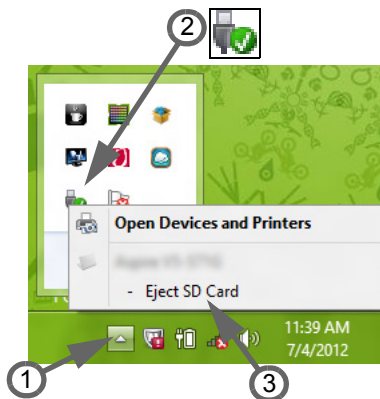 2
Open Devices and Printers
- Eject SD Card
11:39 AM
7/4/2012
1
3